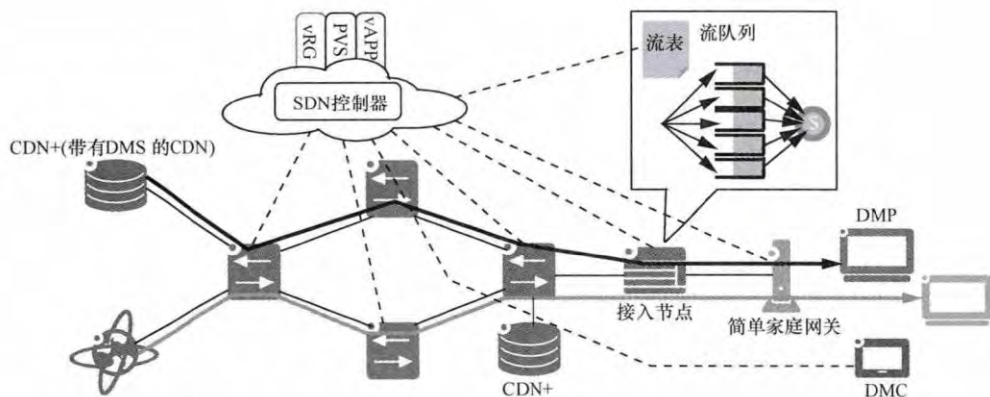 vRG
PVS
vAPP
SDN控制器
流表
流队列
S
CDN+(带有DMS 的CDN)
DMP
接入节点
简单家庭网关
CDN+
DMC